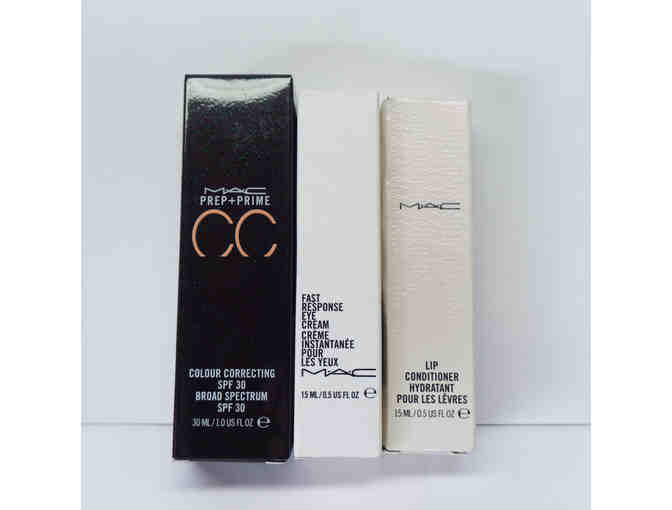 MAC
PREP+PRIME
CC
COLOUR CORRECTING
SPF 30
BROAD SPECTRUM
SPF 30
30 ML / 1.0 US FL OZ ℮
FAST
RESPONSE
EYE
CREAM
CRÈME
INSTANTANÉE
POUR
LES YEUX
MAC
15 ML / 0.5 US FL OZ ℮
MAC
LIP
CONDITIONER
HYDRATANT
POUR LES LÈVRES
15 ML / 0.5 US FL OZ ℮